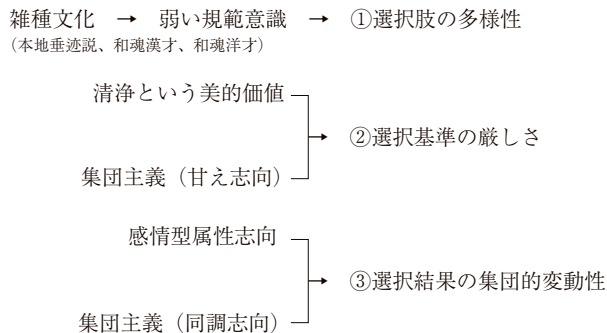 雑種文化 → 弱い規範意識 → ①選択肢の多様性
(本地垂迹説、和魂漢才、和魂洋才)
清浄という美的価値
②選択基準の厳しさ
集団主義(甘え志向)
感情型属性志向
③選択結果の集団的変動性
集団主義(同調志向)